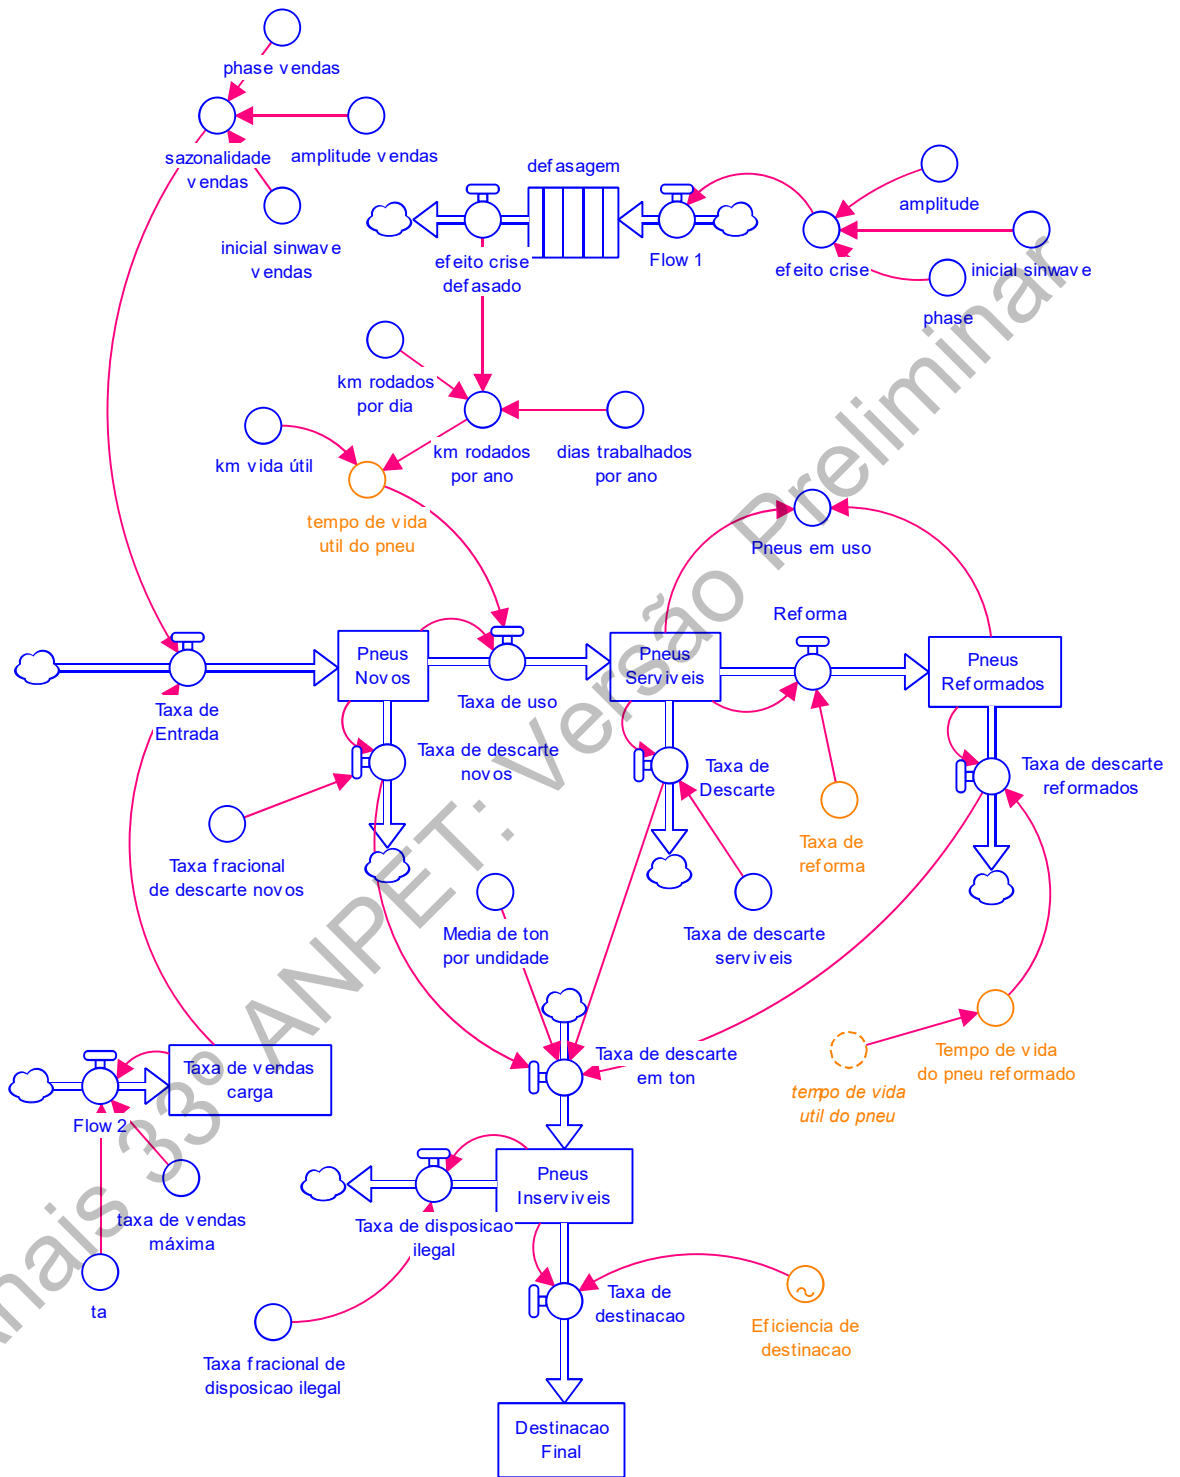 phase vendas
sazonalidade
vendas
amplitude vendas
inicial sinwave
vendas
defasagem
efeito crise
defasado
Flow 1
amplitude
efeito crise
inicial sinwave
phase
km rodados
por dia
km vida útil
km rodados
por ano
dias trabalhados
por ano
tempo de vida
util do pneu
Pneus em uso
Reforma
Pneus
Novos
Pneus
Serviveis
Pneus
Reformados
Taxa de
Entrada
Taxa de uso
Taxa de descarte
novos
Taxa de
Descarte
Taxa de descarte
reformados
Taxa fracional
de descarte novos
Taxa de
reforma
Media de ton
por undidade
Taxa de descarte
serviveis
Taxa de vendas
carga
Flow 2
Taxa de descarte
em ton
Tempo de vida
do pneu reformado
tempo de vida
util do pneu
taxa de vendas
máxima
ta
Pneus
Inserviveis
Taxa de disposicao
ilegal
Taxa de
destinacao
Eficiencia de
destinacao
Taxa fracional de
disposicao ilegal
Destinacao
Final
Anais 33º ANPET: Versão Preliminar